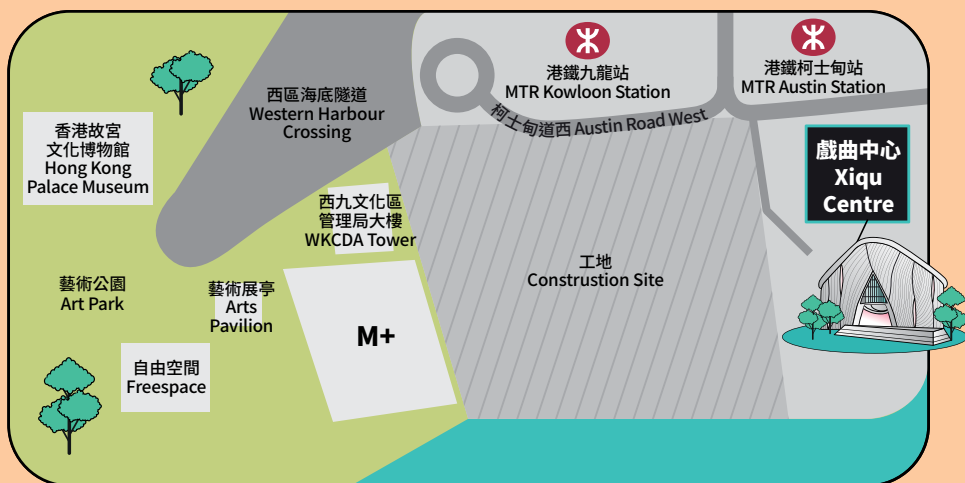 港鐵九龍站
MTR Kowloon Station
港鐵柯士甸站
MTR Austin Station
西區海底隧道
Western Harbour
Crossing
柯士甸道西 Austin Road West
香港故宮
文化博物館
Hong Kong
Palace Museum
戲曲中心
Xiqu
Centre
西九文化區
管理局大樓
WKCDA Tower
工地
Constrution Site
藝術公園
Art Park
藝術展亭
Arts
Pavilion
M+
自由空間
Freespace